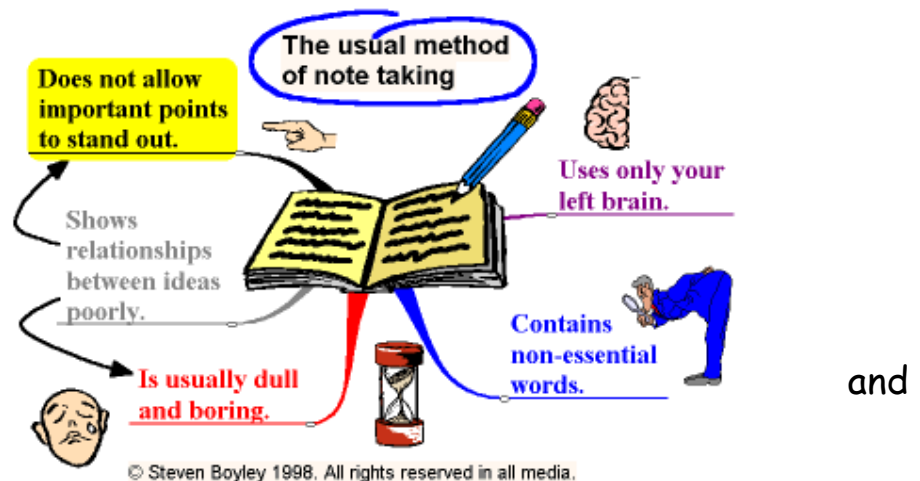 The usual method
of note taking
Does not allow
important points
to stand out.
Uses only your
left brain.
Shows
relationships
between ideas
poorly.
Contains
non-essential
words.
and
Is usually dull
and boring.
© Steven Boyley 1998. All rights reserved in all media.